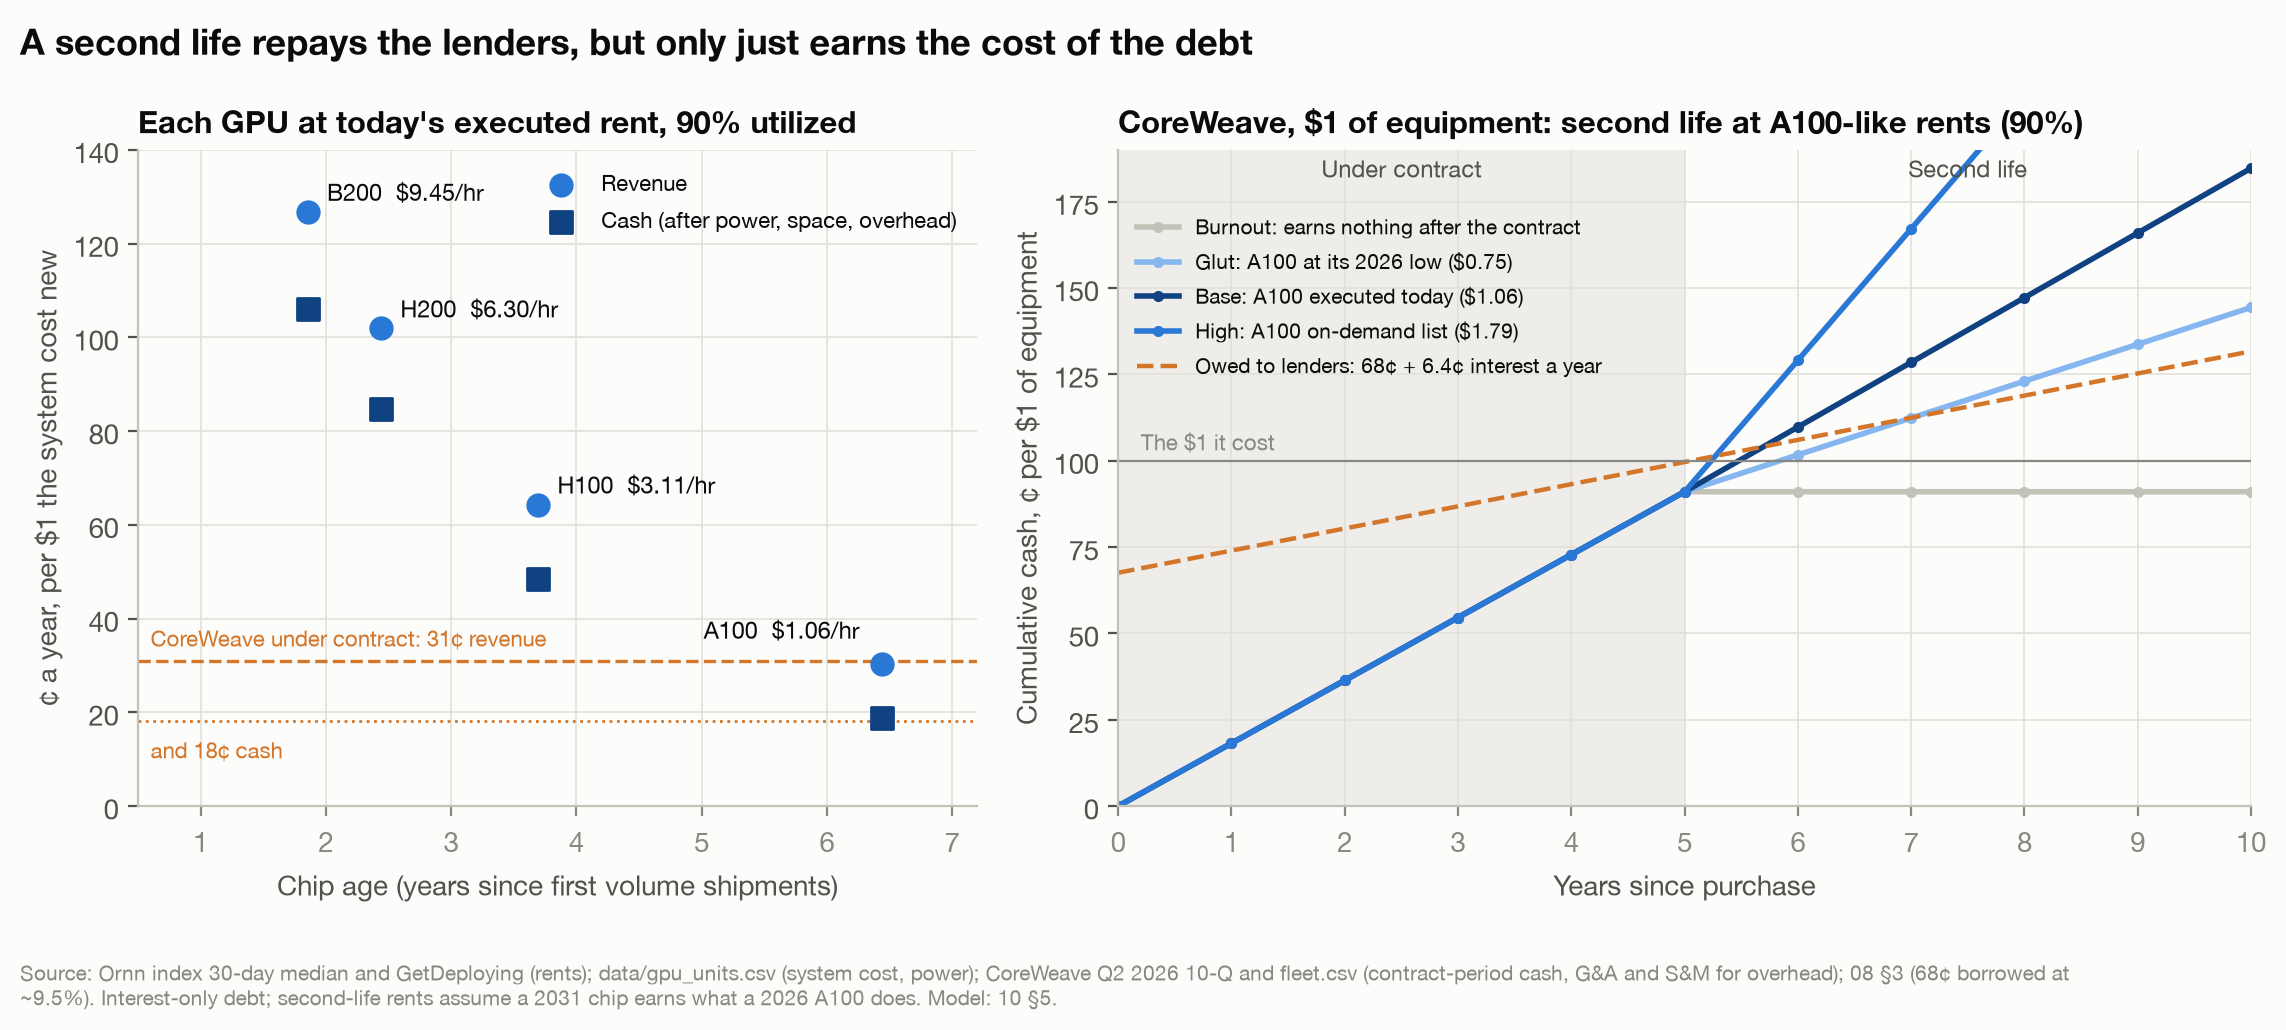 A second life repays the lenders, but only just earns the cost of the debt
Each GPU at today's executed rent, 90% utilized
¢ a year, per $1 the system cost new
140
120
100
80
60
40
20
0
B200 $9.45/hr
Revenue
Cash (after power, space, overhead)
H200 $6.30/hr
H100 $3.11/hr
A100 $1.06/hr
CoreWeave under contract: 31¢ revenue
and 18¢ cash
1
2
3
4
5
6
7
Chip age (years since first volume shipments)
CoreWeave, $1 of equipment: second life at A100-like rents (90%)
Cumulative cash, ¢ per $1 of equipment
175
150
125
100
75
50
25
0
Under contract
Second life
Burnout: earns nothing after the contract
Glut: A100 at its 2026 low ($0.75)
Base: A100 executed today ($1.06)
High: A100 on-demand list ($1.79)
Owed to lenders: 68¢ + 6.4¢ interest a year
The $1 it cost
0
1
2
3
4
5
6
7
8
9
10
Years since purchase
Source: Ornn index 30-day median and GetDeploying (rents); data/gpu_units.csv (system cost, power); CoreWeave Q2 2026 10-Q and fleet.csv (contract-period cash, G&A and S&M for overhead); 08 §3 (68¢ borrowed at
~9.5%). Interest-only debt; second-life rents assume a 2031 chip earns what a 2026 A100 does. Model: 10 §5.